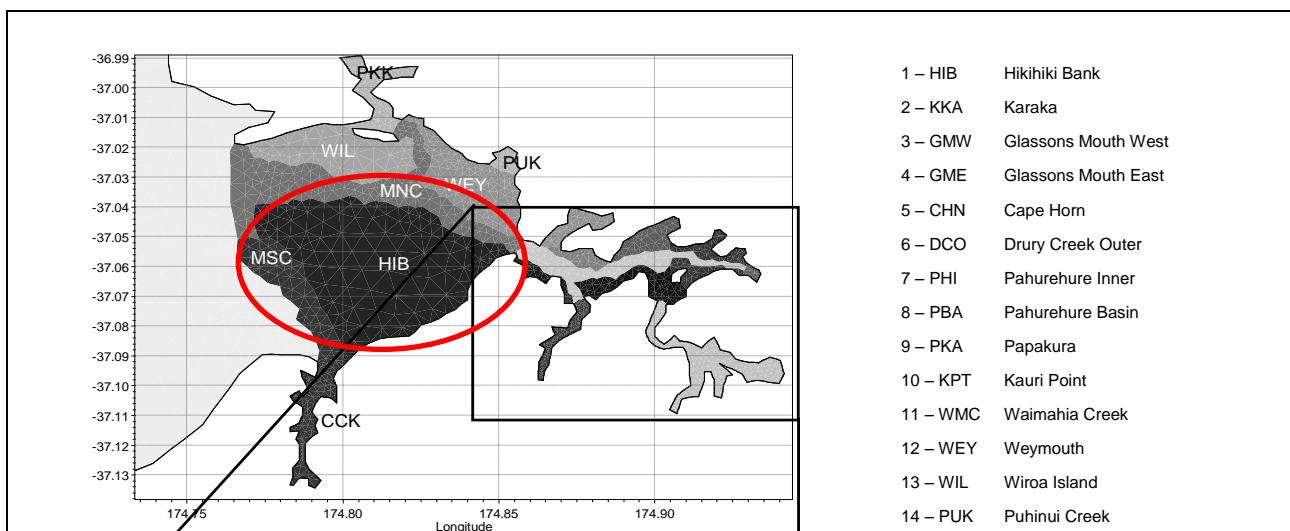 -36.99
-37.00
-37.01
-37.02
-37.03
-37.04
-37.05
-37.06
-37.07
-37.08
-37.09
-37.10
-37.11
-37.12
-37.13
PKK
WIL
PUK
MNC
WEY
MSC
HIB
CCK
174.75 174.80 174.85 174.90
Longitude
1 – HIB Hikihiki Bank
2 – KKA Karaka
3 – GMW Glassons Mouth West
4 – GME Glassons Mouth East
5 – CHN Cape Horn
6 – DCO Drury Creek Outer
7 – PHI Pahurehure Inner
8 – PBA Pahurehure Basin
9 – PKA Papakura
10 – KPT Kauri Point
11 – WMC Waimahia Creek
12 – WEY Weymouth
13 – WIL Wiroa Island
14 – PUK Puhinui Creek